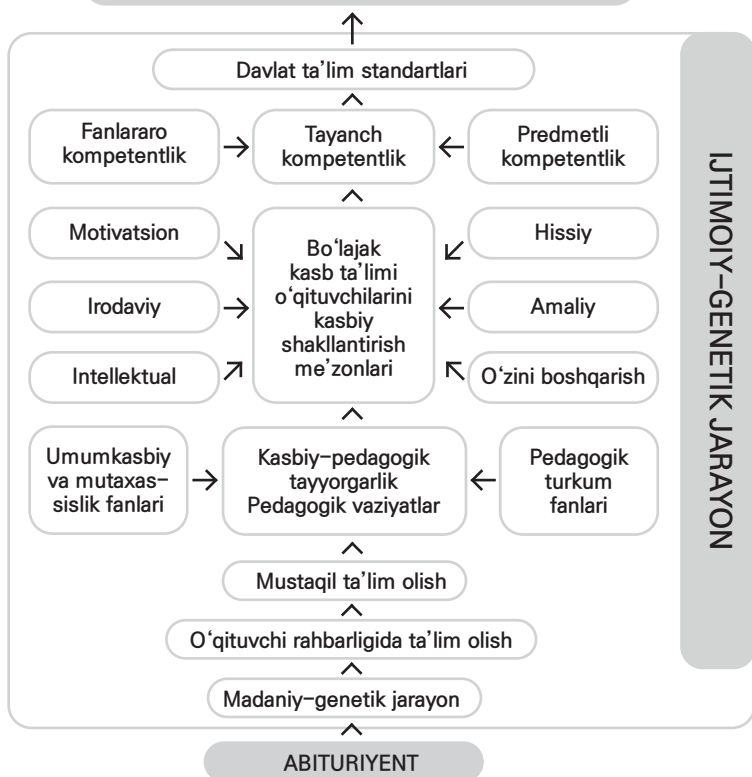 Davlat ta’lim standartlari
Fanlararo
kompetentlik
Tayanch
kompetentlik
Predmetli
kompetentlik
Motivatsion
Irodaviy
Intellektual
Bo‘lajak
kasb ta’limi
o‘qituvchilarini
kasbiy
shakllantirish
me’zonlari
Hissiy
Amaliy
O‘zini boshqarish
Umumkasbiy
va mutaxas–
sislik fanlari
Kasbiy–pedagogik
tayyorgarlik
Pedagogik vaziyatlar
Pedagogik
turkum
fanlari
Mustaqil ta’lim olish
O‘qituvchi rahbarligida ta’lim olish
Madaniy–genetik jarayon
ABITURIYENT
IJTIMOIY–GENETIK JARAYON